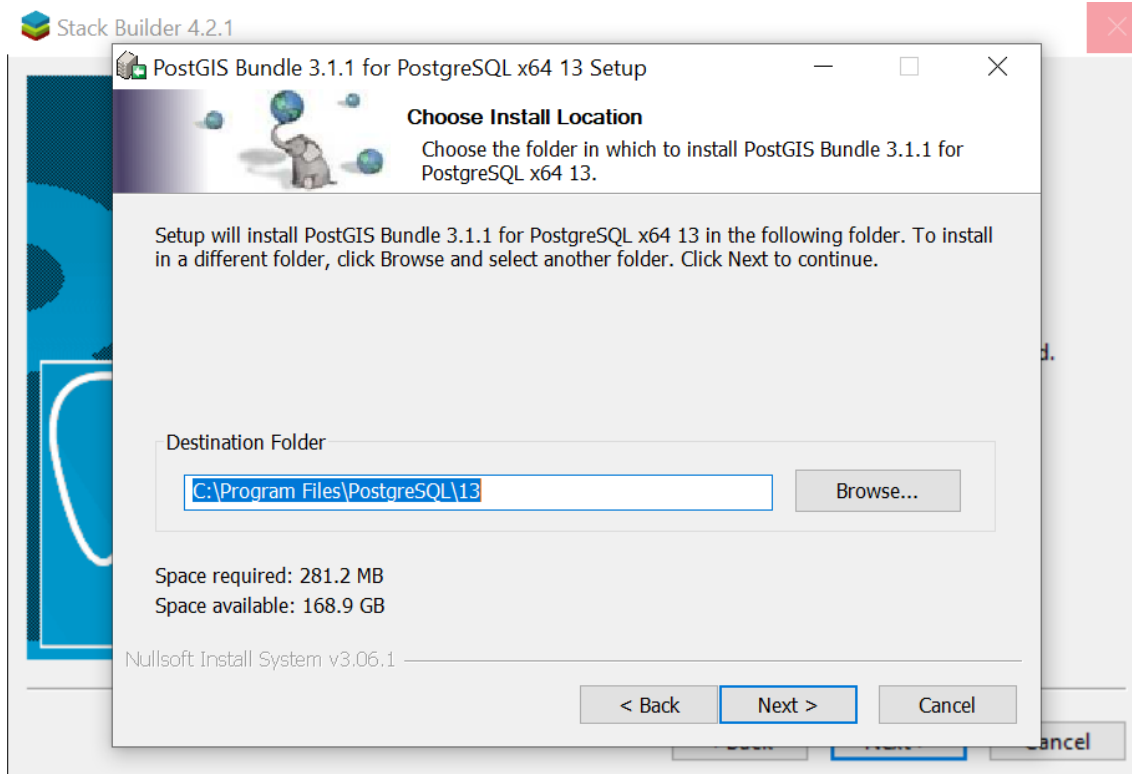 Stack Builder 4.2.1
PostGIS Bundle 3.1.1 for PostgreSQL x64 13 Setup
Choose Install Location
Choose the folder in which to install PostGIS Bundle 3.1.1 for
PostgreSQL x64 13.
Setup will install PostGIS Bundle 3.1.1 for PostgreSQL x64 13 in the following folder. To install
in a different folder, click Browse and select another folder. Click Next to continue.
d.
Destination Folder
C:\Program Files\PostgreSQL\13
Browse...
Space required: 281.2 MB
Space available: 168.9 GB
Nullsoft Install System v3.06.1
< Back
Next >
Cancel